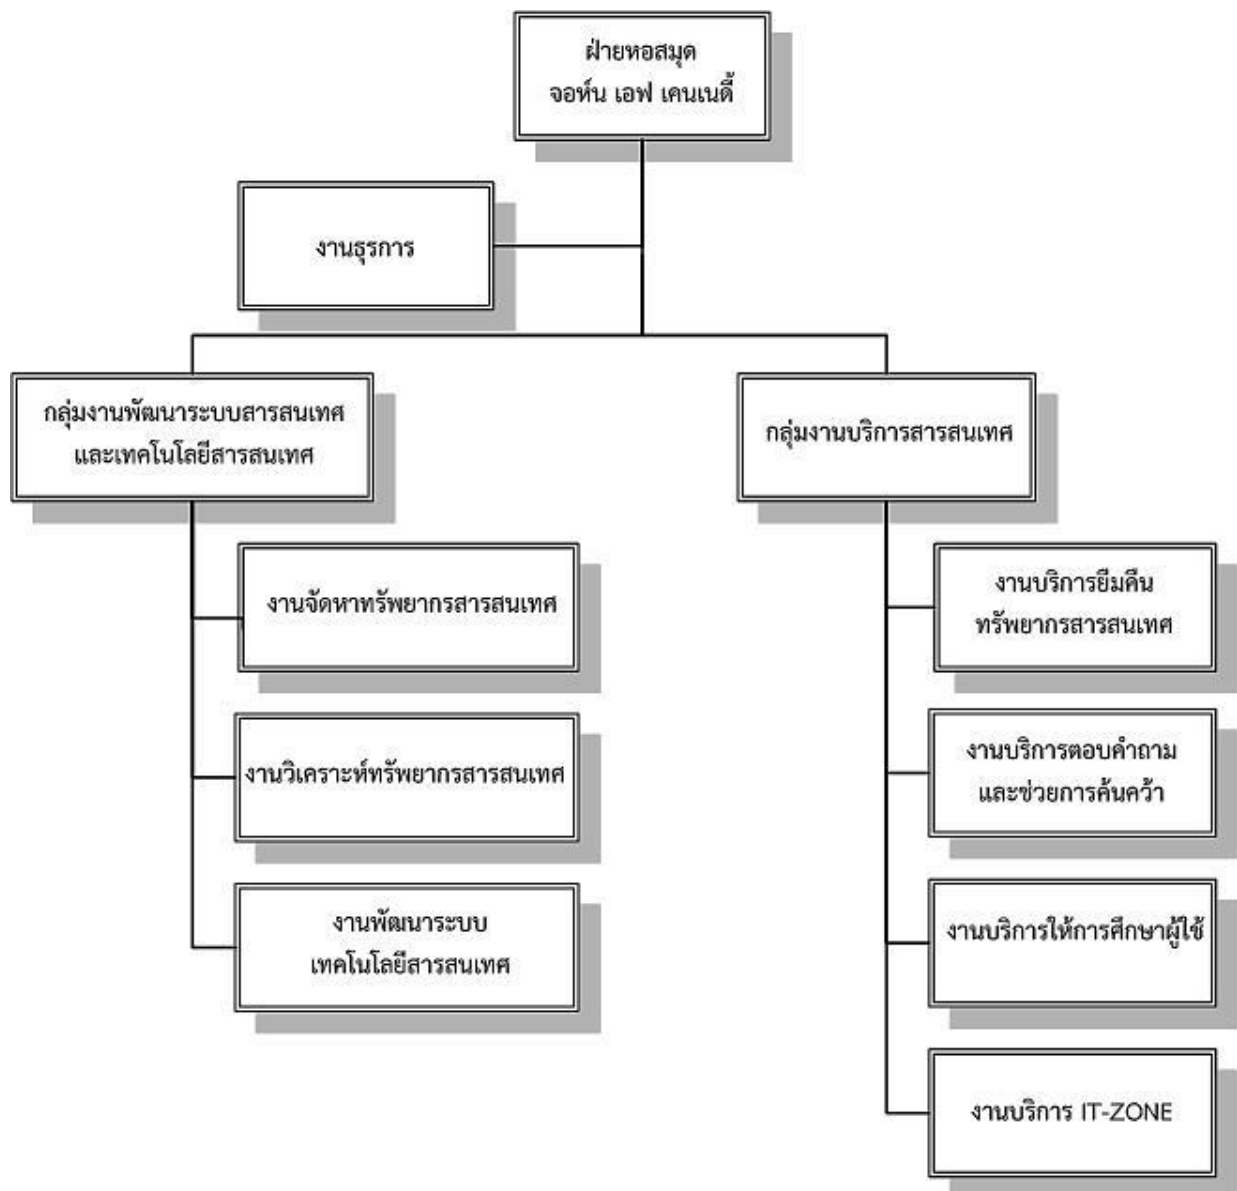 ฝ่ายหอสมุด
จอห์น เอฟ เคนเนดี้
งานธุรการ
กลุ่มงานพัฒนาระบบสารสนเทศ
และเทคโนโลยีสารสนเทศ
กลุ่มงานบริการสารสนเทศ
งานจัดหาทรัพยากรสารสนเทศ
งานวิเคราะห์ทรัพยากรสารสนเทศ
งานพัฒนาระบบ
เทคโนโลยีสารสนเทศ
งานบริการยืมคืน
ทรัพยากรสารสนเทศ
งานบริการตอบคำถาม
และช่วยการค้นคว้า
งานบริการให้การศึกษาผู้ใช้
งานบริการ IT-ZONE